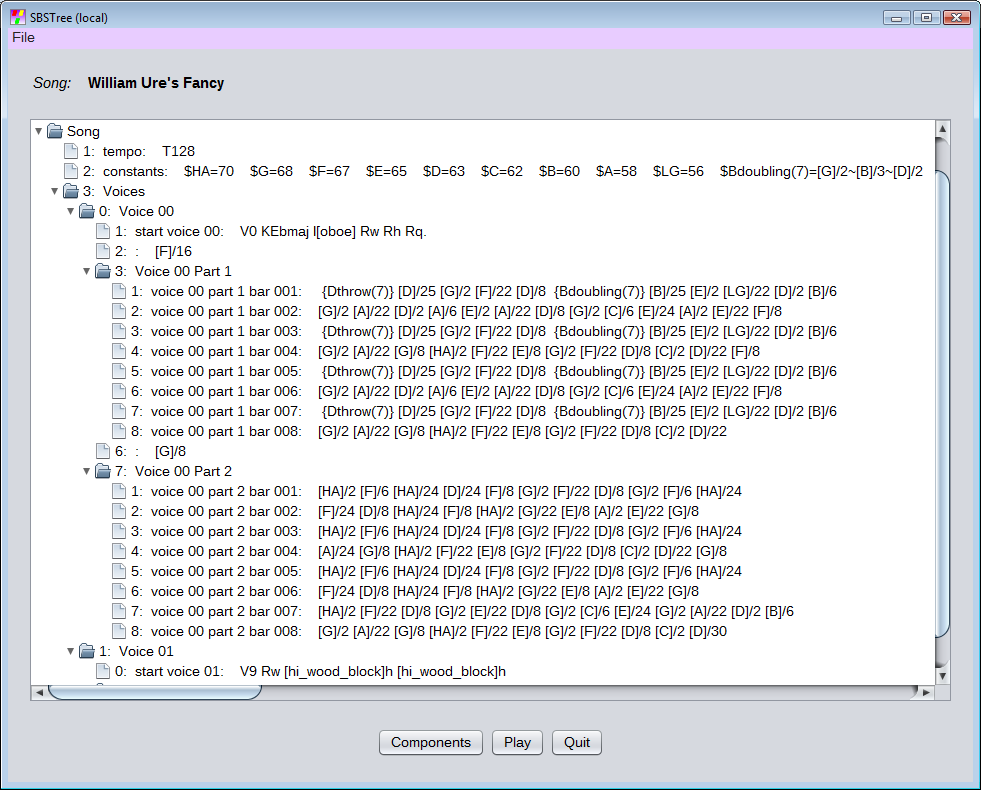 SBSTree (local)
File
Song: William Ure's Fancy
Song
1: tempo: T128
2: constants: $HA=70 $G=68 $F=67 $E=65 $D=63 $C=62 $B=60 $A=58 $LG=56 $Bdoubling(7)=[G]/2~[B]/3~[D]/2
3: Voices
0: Voice 00
1: start voice 00: V0 KEbmaj I[oboe] Rw Rh Rq.
2: : [F]/16
3: Voice 00 Part 1
1: voice 00 part 1 bar 001: {Dthrow(7)} [D]/25 [G]/2 [F]/22 [D]/8 {Bdoubling(7)} [B]/25 [E]/2 [LG]/22 [D]/2 [B]/6
2: voice 00 part 1 bar 002: [G]/2 [A]/22 [D]/2 [A]/6 [E]/2 [A]/22 [D]/8 [G]/2 [C]/6 [E]/24 [A]/2 [E]/22 [F]/8
3: voice 00 part 1 bar 003: {Dthrow(7)} [D]/25 [G]/2 [F]/22 [D]/8 {Bdoubling(7)} [B]/25 [E]/2 [LG]/22 [D]/2 [B]/6
4: voice 00 part 1 bar 004: [G]/2 [A]/22 [G]/8 [HA]/2 [F]/22 [E]/8 [G]/2 [F]/22 [D]/8 [C]/2 [D]/22 [F]/8
5: voice 00 part 1 bar 005: {Dthrow(7)} [D]/25 [G]/2 [F]/22 [D]/8 {Bdoubling(7)} [B]/25 [E]/2 [LG]/22 [D]/2 [B]/6
6: voice 00 part 1 bar 006: [G]/2 [A]/22 [D]/2 [A]/6 [E]/2 [A]/22 [D]/8 [G]/2 [C]/6 [E]/24 [A]/2 [E]/22 [F]/8
7: voice 00 part 1 bar 007: {Dthrow(7)} [D]/25 [G]/2 [F]/22 [D]/8 {Bdoubling(7)} [B]/25 [E]/2 [LG]/22 [D]/2 [B]/6
8: voice 00 part 1 bar 008: [G]/2 [A]/22 [G]/8 [HA]/2 [F]/22 [E]/8 [G]/2 [F]/22 [D]/8 [C]/2 [D]/22
6: : [G]/8
7: Voice 00 Part 2
1: voice 00 part 2 bar 001: [HA]/2 [F]/6 [HA]/24 [D]/24 [F]/8 [G]/2 [F]/22 [D]/8 [G]/2 [F]/6 [HA]/24
2: voice 00 part 2 bar 002: [F]/24 [D]/8 [HA]/24 [F]/8 [HA]/2 [G]/22 [E]/8 [A]/2 [E]/22 [G]/8
3: voice 00 part 2 bar 003: [HA]/2 [F]/6 [HA]/24 [D]/24 [F]/8 [G]/2 [F]/22 [D]/8 [G]/2 [F]/6 [HA]/24
4: voice 00 part 2 bar 004: [A]/24 [G]/8 [HA]/2 [F]/22 [E]/8 [G]/2 [F]/22 [D]/8 [C]/2 [D]/22 [G]/8
5: voice 00 part 2 bar 005: [HA]/2 [F]/6 [HA]/24 [D]/24 [F]/8 [G]/2 [F]/22 [D]/8 [G]/2 [F]/6 [HA]/24
6: voice 00 part 2 bar 006: [F]/24 [D]/8 [HA]/24 [F]/8 [HA]/2 [G]/22 [E]/8 [A]/2 [E]/22 [G]/8
7: voice 00 part 2 bar 007: [HA]/2 [F]/22 [D]/8 [G]/2 [E]/22 [D]/8 [G]/2 [C]/6 [E]/24 [G]/2 [A]/22 [D]/2 [B]/6
8: voice 00 part 2 bar 008: [G]/2 [A]/22 [G]/8 [HA]/2 [F]/22 [E]/8 [G]/2 [F]/22 [D]/8 [C]/2 [D]/30
1: Voice 01
0: start voice 01: V9 Rw [hi_wood_block]h [hi_wood_block]h
Components Play Quit